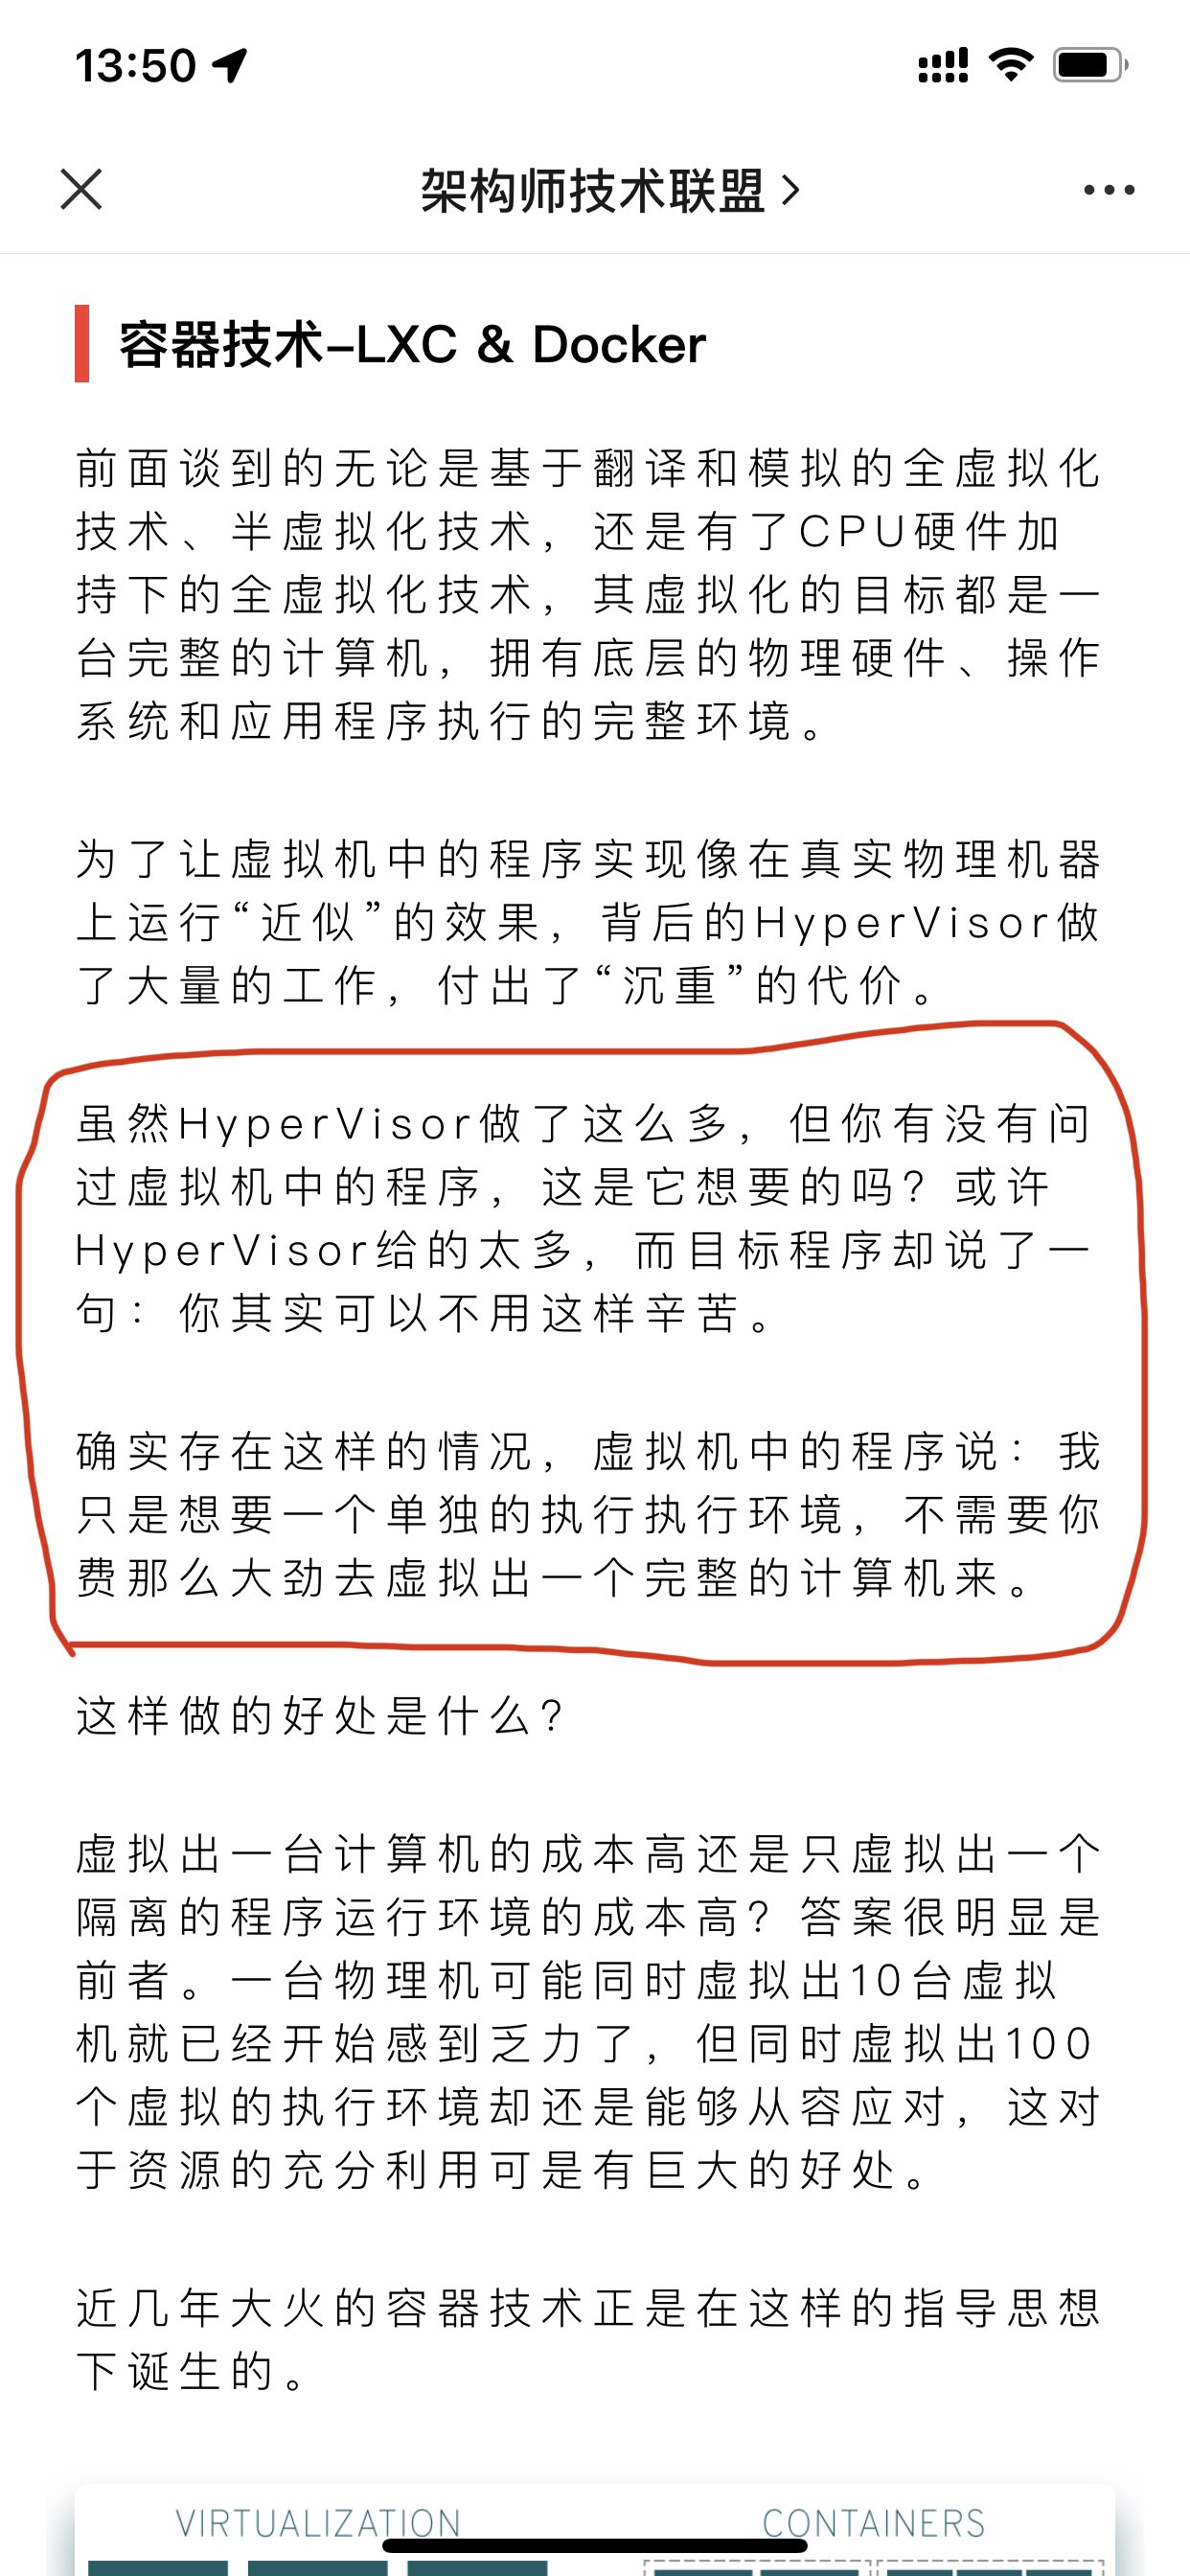 13:50
架构师技术联盟
容器技术-LXC & Docker
前面谈到的无论是基于翻译和模拟的全虚拟化
技术、半虚拟化技术，还是有了CPU硬件加
持下的全虚拟化技术，其虚拟化的目标都是一
台完整的计算机，拥有底层的物理硬件、操作
系统和应用程序执行的完整环境。
为了让虚拟机中的程序实现像在真实物理机器
上运行“近似”的效果，背后的HyperVisor做
了大量的工作，付出了“沉重”的代价。
虽然HyperVisor做了这么多，但你有没有问
过虚拟机中的程序，这是它想要的吗？或许
HyperVisor给的太多，而目标程序却说了一
句：你其实可以不用这样辛苦。
确实存在这样的情况，虚拟机中的程序说：我
只是想要一个单独的执行执行环境，不需要你
费那么大劲去虚拟出一个完整的计算机来。
这样做的好处是什么？
虚拟出一台计算机的成本高还是只虚拟出一个
隔离的程序运行环境的成本高？答案很明显是
前者。一台物理机可能同时虚拟出10台虚拟
机就已经开始感到乏力了，但同时虚拟出100
个虚拟的执行环境却还是能够从容应对，这对
于资源的充分利用可是有巨大的好处。
近几年大火的容器技术正是在这样的指导思想
下诞生的。
VIRTUALIZATION
CONTAINERS